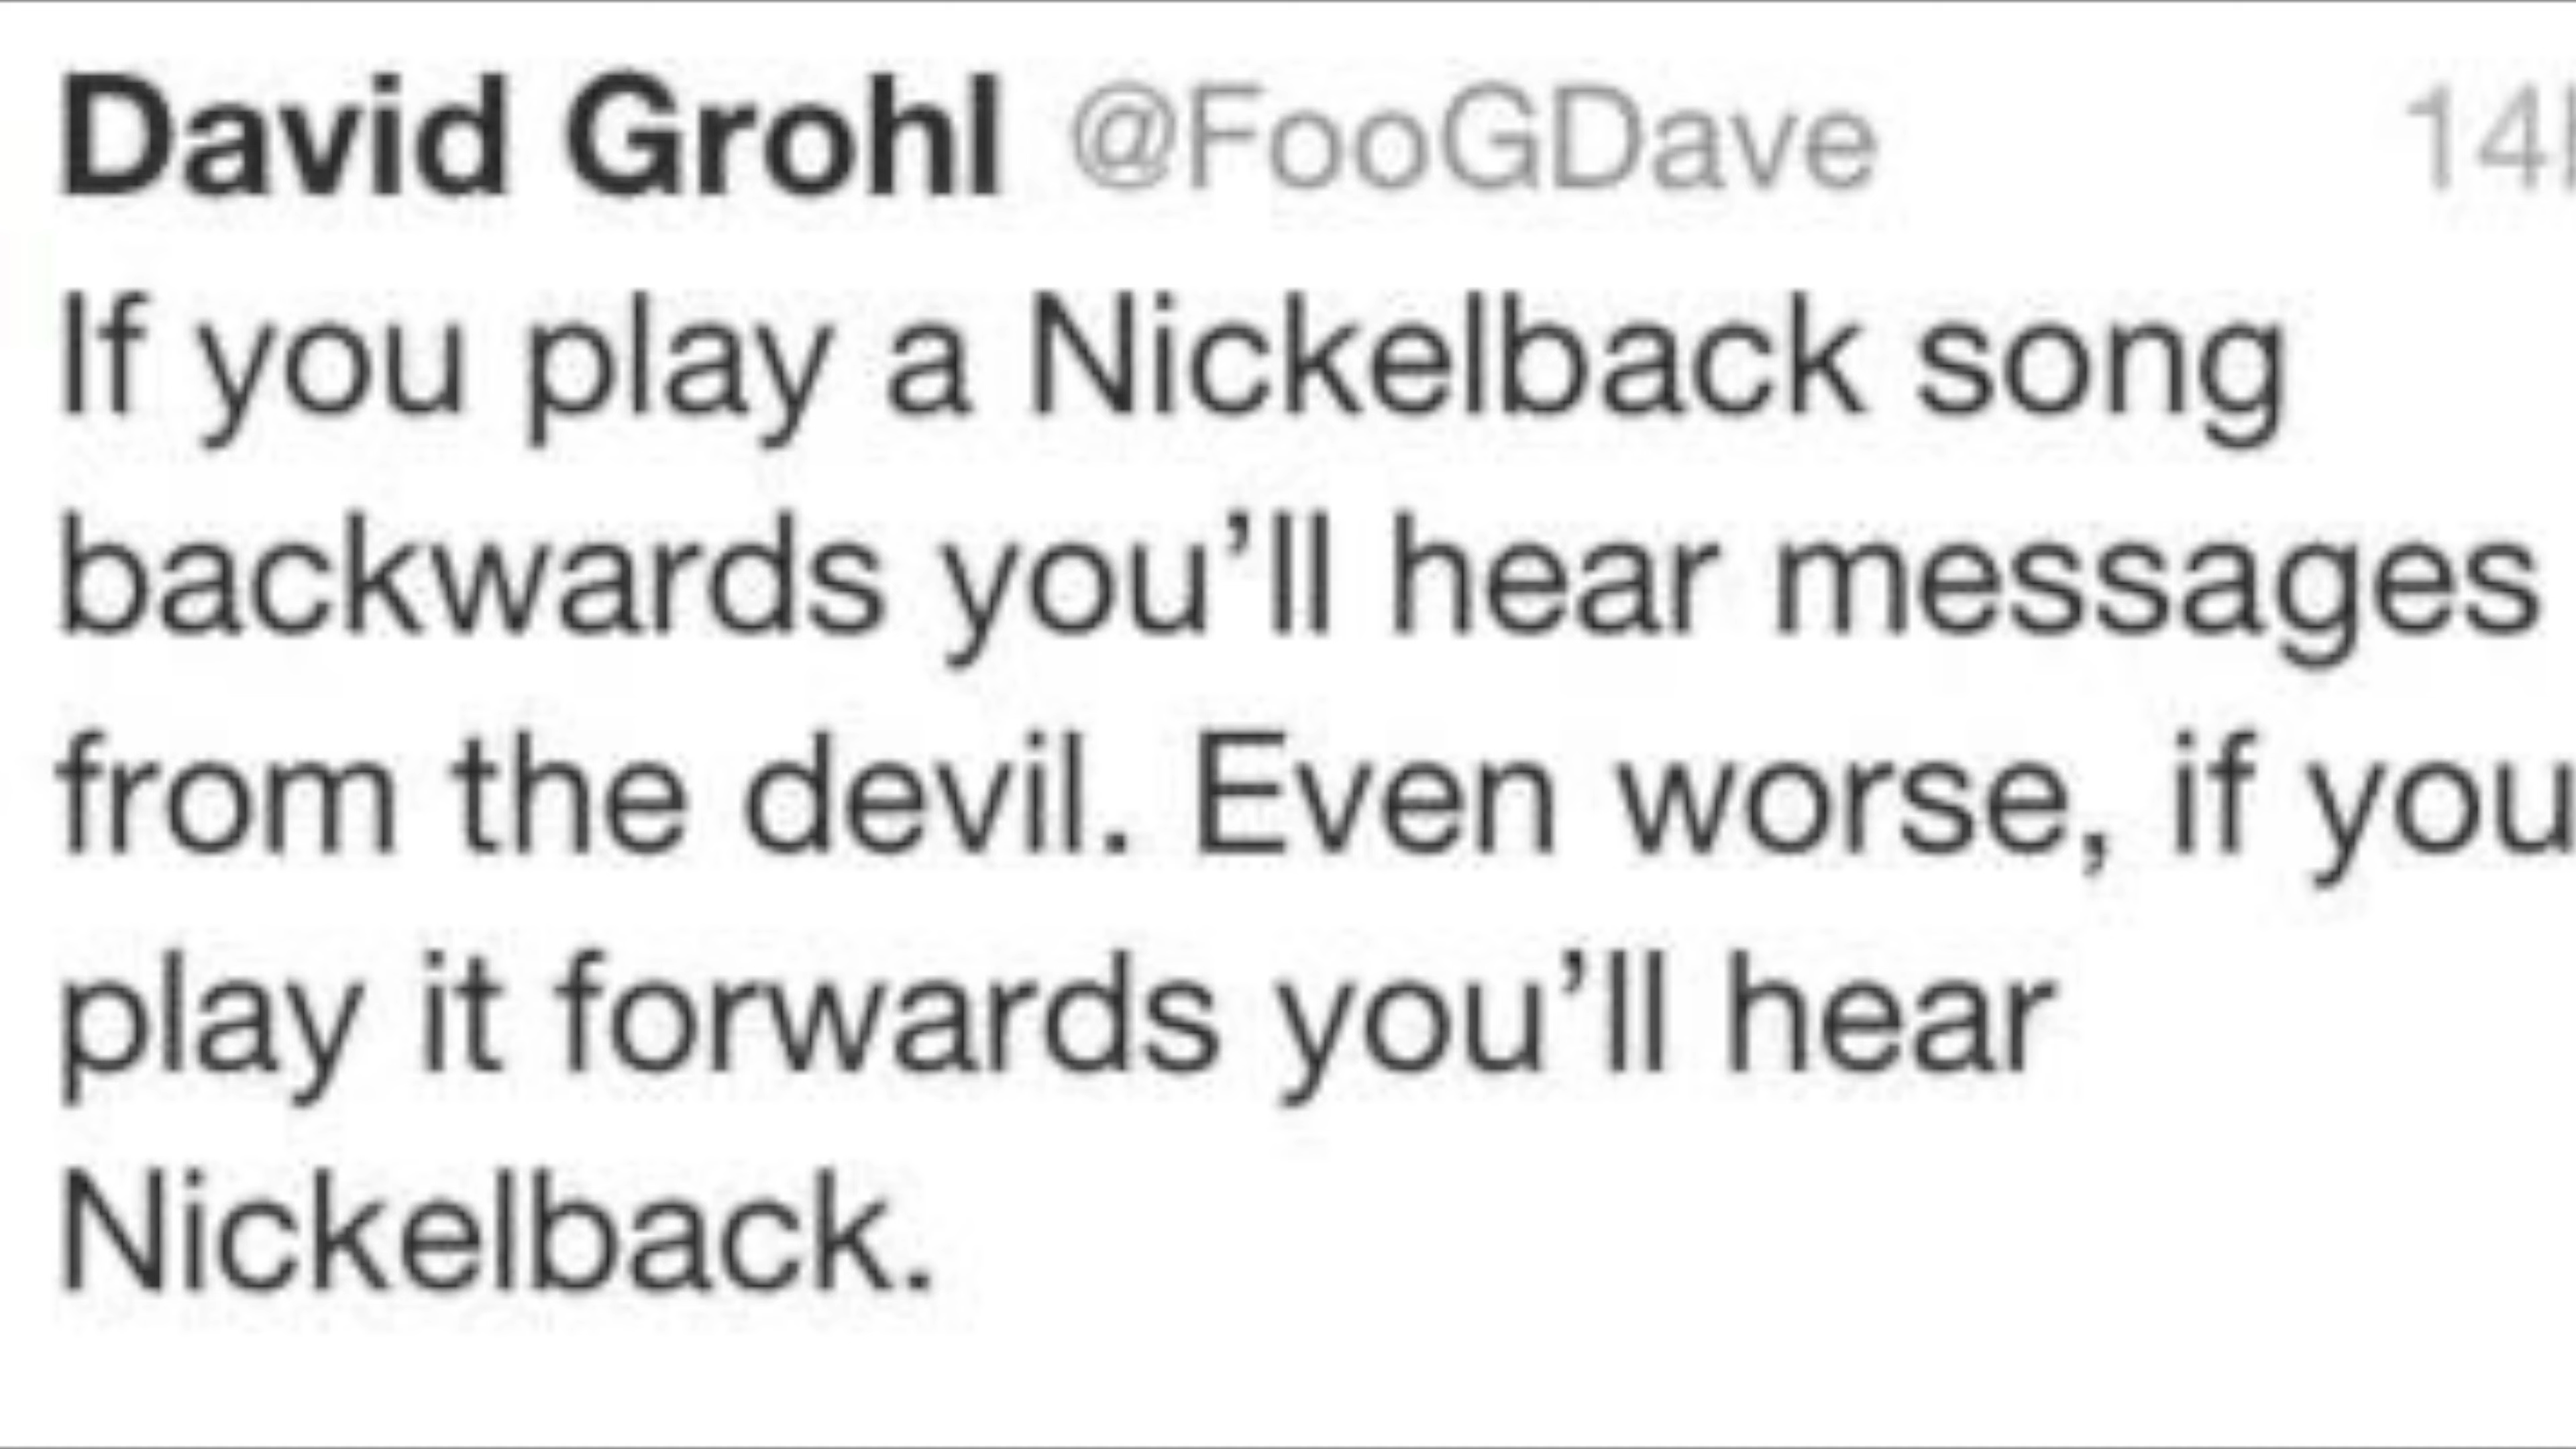 David Grohl @FooGDave 14
If you play a Nickelback song
backwards you’ll hear messages
from the devil. Even worse, if you
play it forwards you’ll hear
Nickelback.